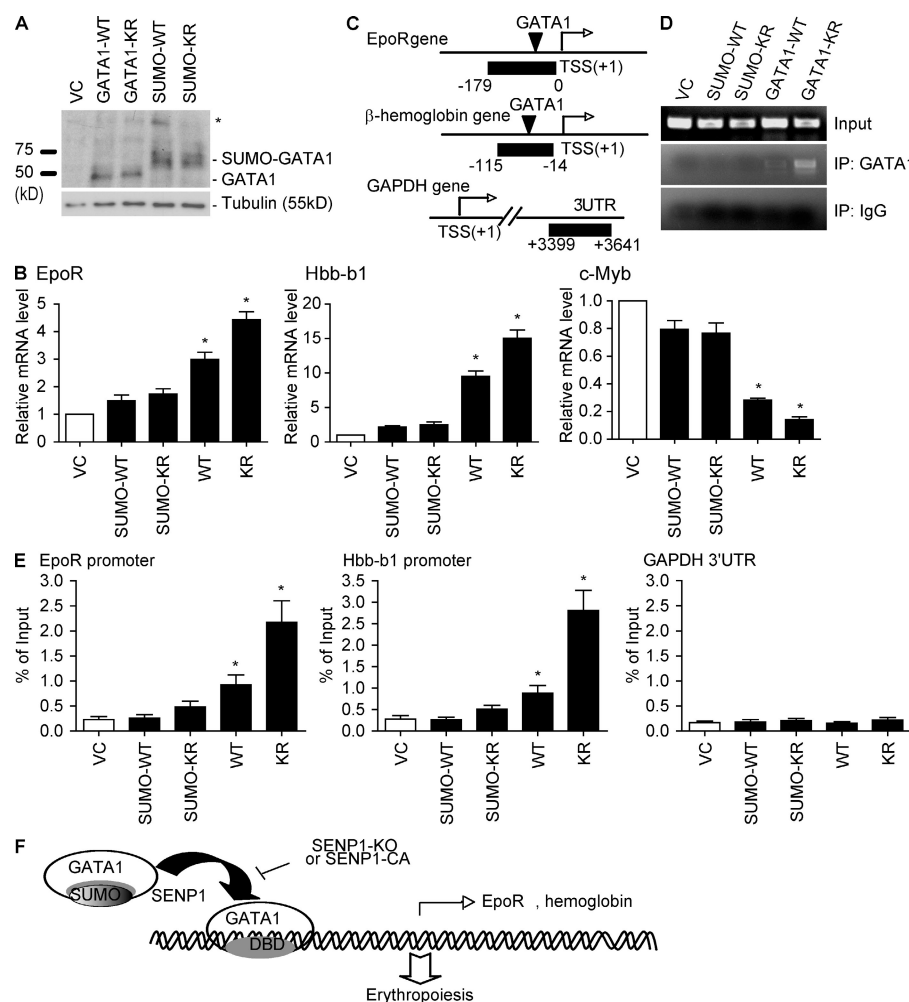 A
VC
GATA1-WT
GATA1-KR
SUMO-WT
SUMO-KR
*
75
50
(kD)
- SUMO-GATA1
- GATA1
- Tubulin (55kD)
C
GATA1
EpoRgene
TSS(+1)
-179
0
β-hemoglobin gene
GATA1
TSS(+1)
-115
-14
GAPDH gene
3UTR
TSS(+1)
+3399
+3641
D
VC
SUMO-WT
SUMO-KR
GATA1-WT
GATA1-KR
Input
IP: GATA1
IP: IgG
B
EpoR
Relative mRNA level
5
4
3
2
1
0
*
*
VC
SUMO-WT
SUMO-KR
WT
KR
Hbb-b1
Relative mRNA level
20
15
10
5
0
*
*
VC
SUMO-WT
SUMO-KR
WT
KR
c-Myb
Relative mRNA level
1.0
0.8
0.6
0.4
0.2
0.0
*
*
VC
SUMO-WT
SUMO-KR
WT
KR
E
EpoR promoter
% of Input
3.0
2.5
2.0
1.5
1.0
0.5
0.0
*
*
VC
SUMO-WT
SUMO-KR
WT
KR
Hbb-b1 promoter
% of Input
3.5
3.0
2.5
2.0
1.5
1.0
0.5
0.0
*
*
VC
SUMO-WT
SUMO-KR
WT
KR
GAPDH 3'UTR
% of Input
3.0
2.5
2.0
1.5
1.0
0.5
0.0
VC
SUMO-WT
SUMO-KR
WT
KR
F
GATA1
SUMO
SENP1
SENP1-KO
or SENP1-CA
GATA1
DBD
EpoR , hemoglobin
Erythropoiesis